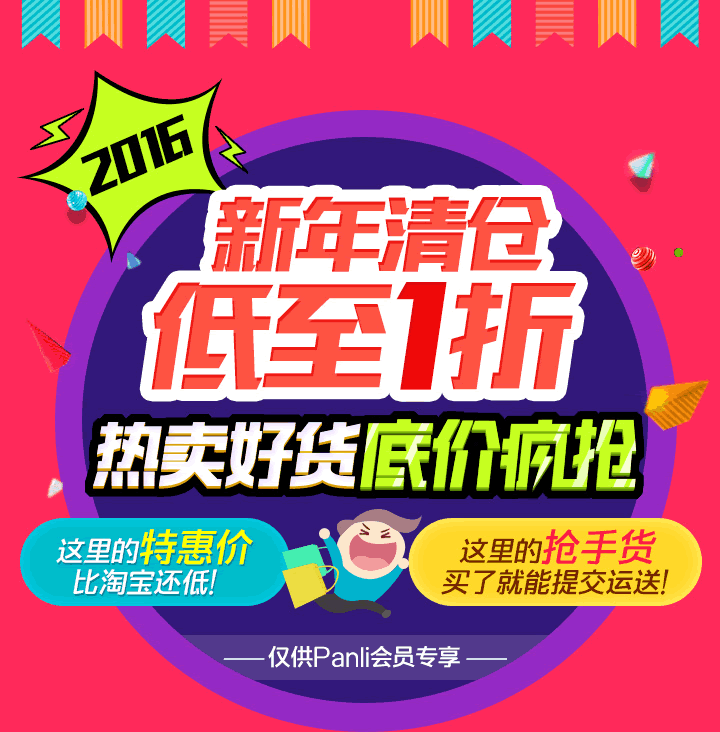 2016
新年清仓
低至1折
热卖好货底价疯抢
这里的特惠价
比淘宝还低!
这里的抢手货
买了就能提交运送!
仅供Panli会员专享